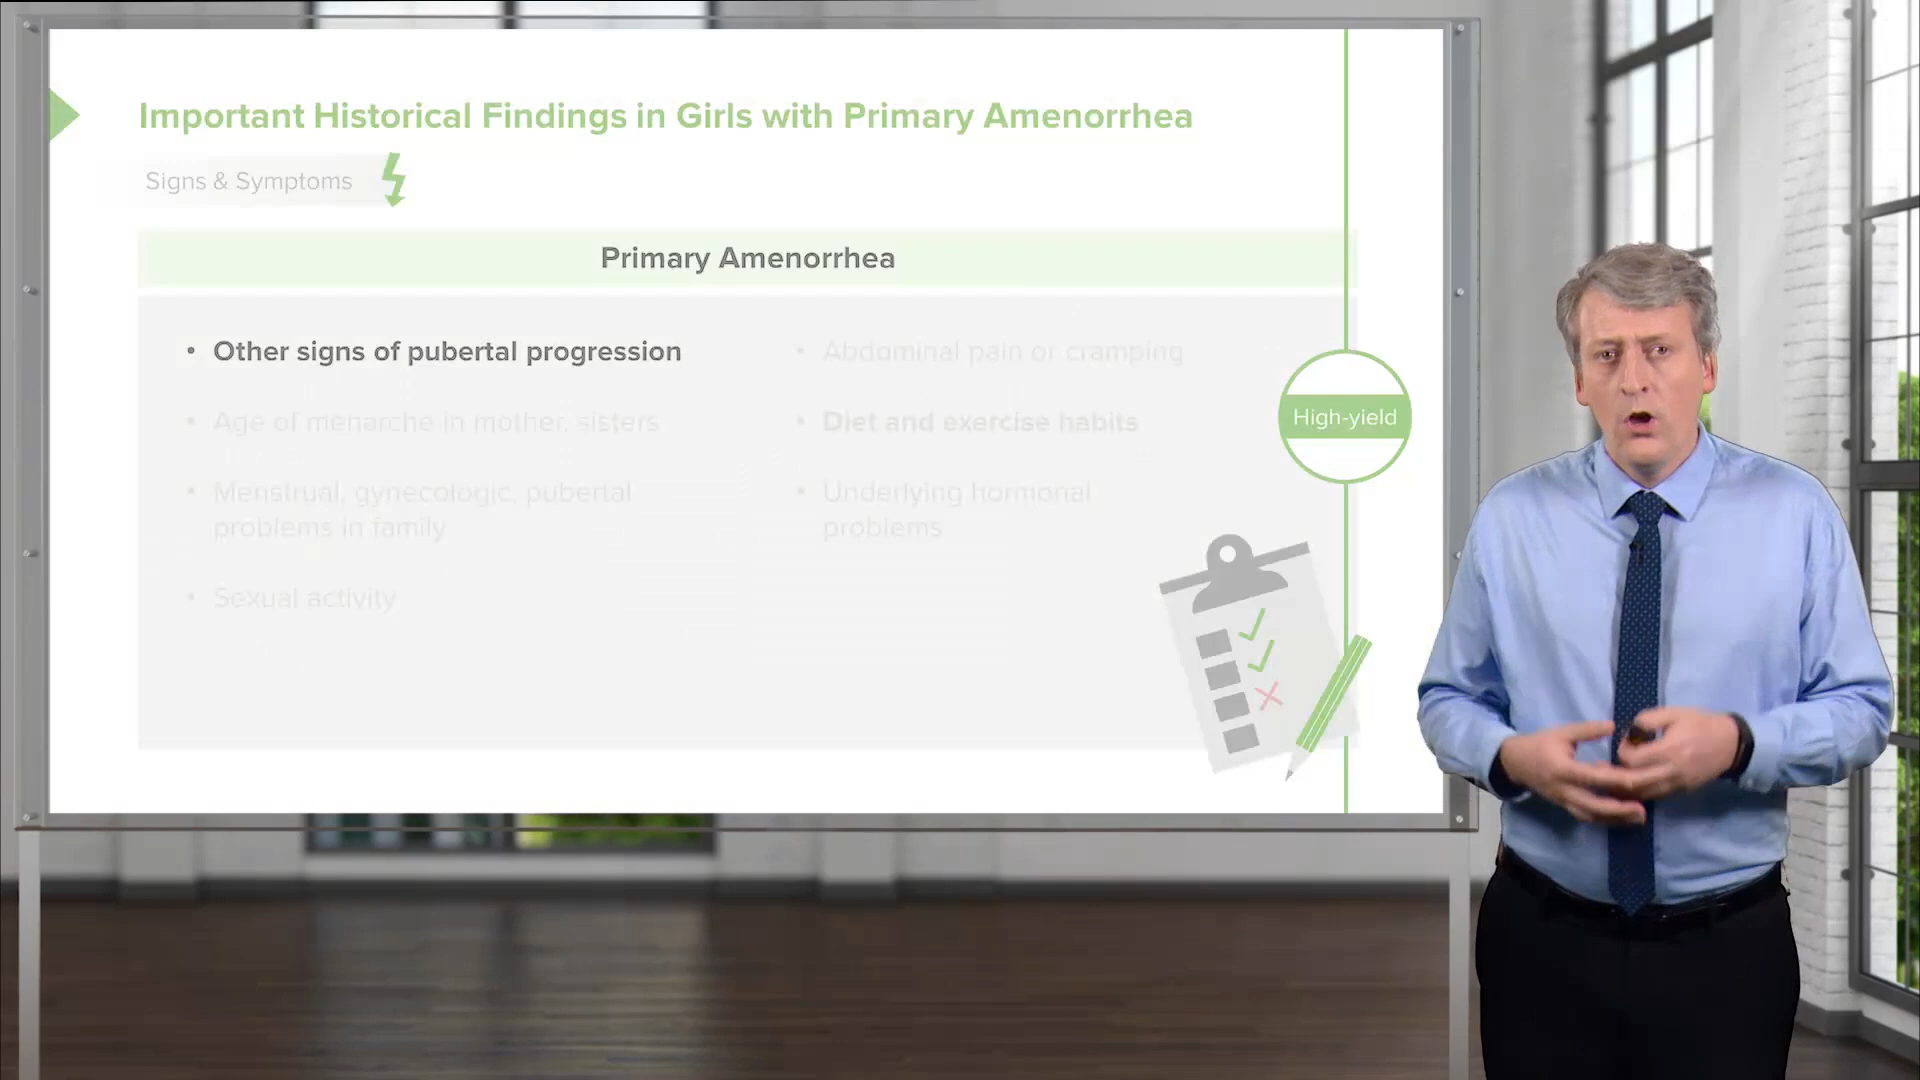 Important Historical Findings in Girls with Primary Amenorrhea
Signs & Symptoms
Primary Amenorrhea
• Other signs of pubertal progression
• Age of menarche in mother, sisters
• Menstrual, gynecologic, pubertal
problems in family
• Sexual activity
• Abdominal pain or cramping
• Diet and exercise habits
• Underlying hormonal
problems
High-yield